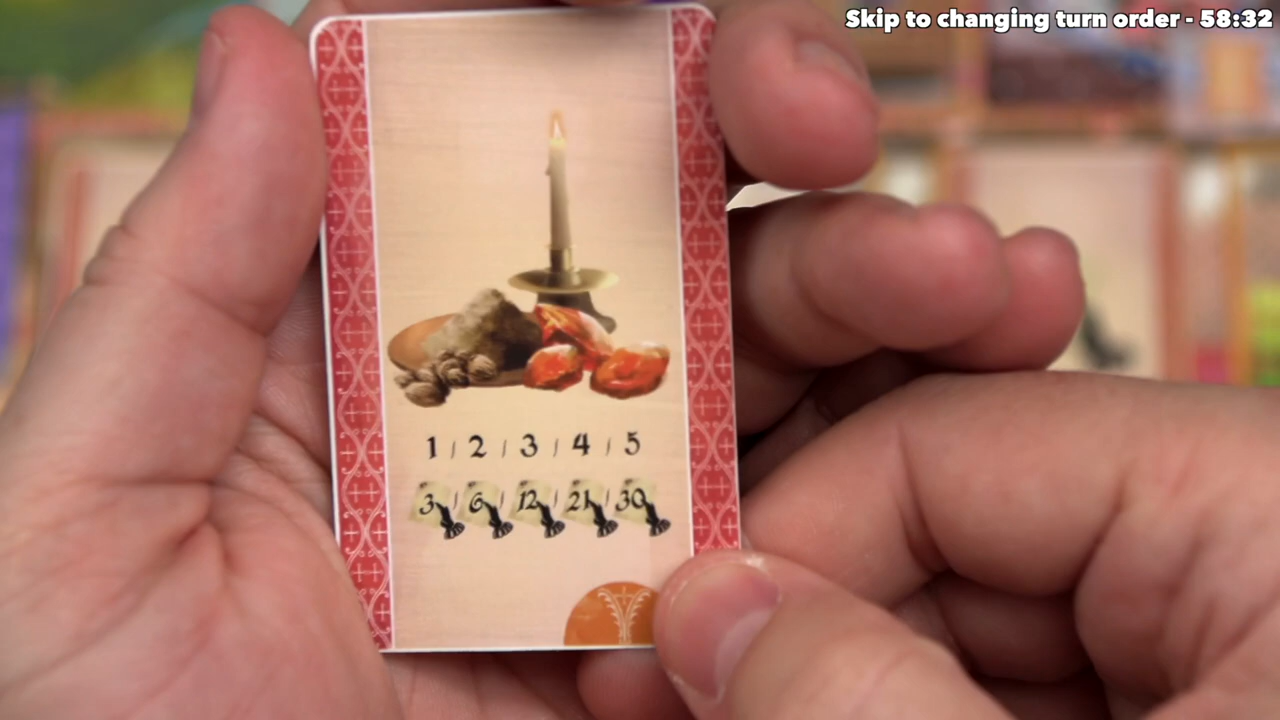 Skip to changing turn order - 58:32
1 / 2 / 3 / 4 / 5
3 / 6 / 12 / 21 / 30